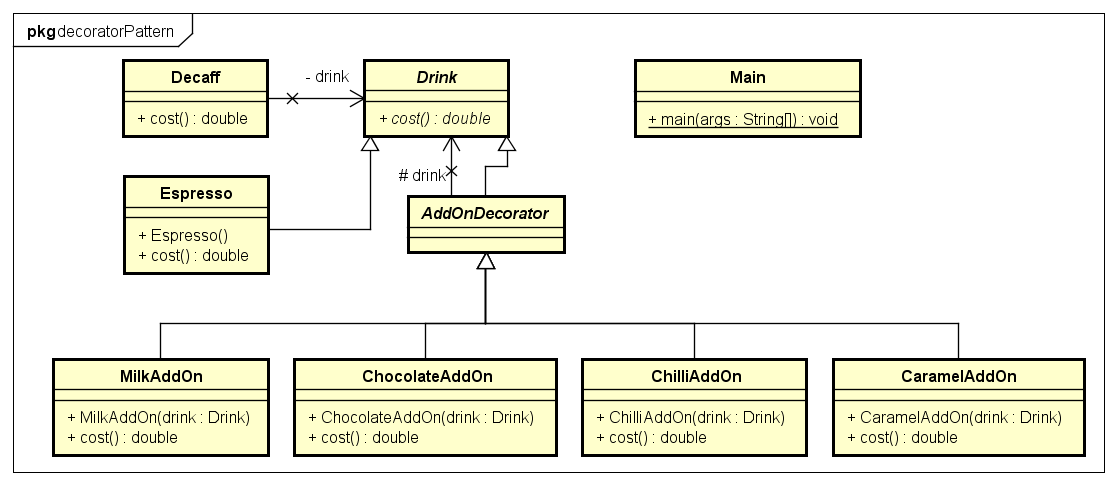 pkg decoratorPattern
Decaff
+ cost() : double
- drink
Drink
+ cost() : double
Main
+ main(args : String[]) : void
Espresso
+ Espresso()
+ cost() : double
# drink
AddOnDecorator
MilkAddOn
+ MilkAddOn(drink : Drink)
+ cost() : double
ChocolateAddOn
+ ChocolateAddOn(drink : Drink)
+ cost() : double
ChilliAddOn
+ ChilliAddOn(drink : Drink)
+ cost() : double
CaramelAddOn
+ CaramelAddOn(drink : Drink)
+ cost() : double